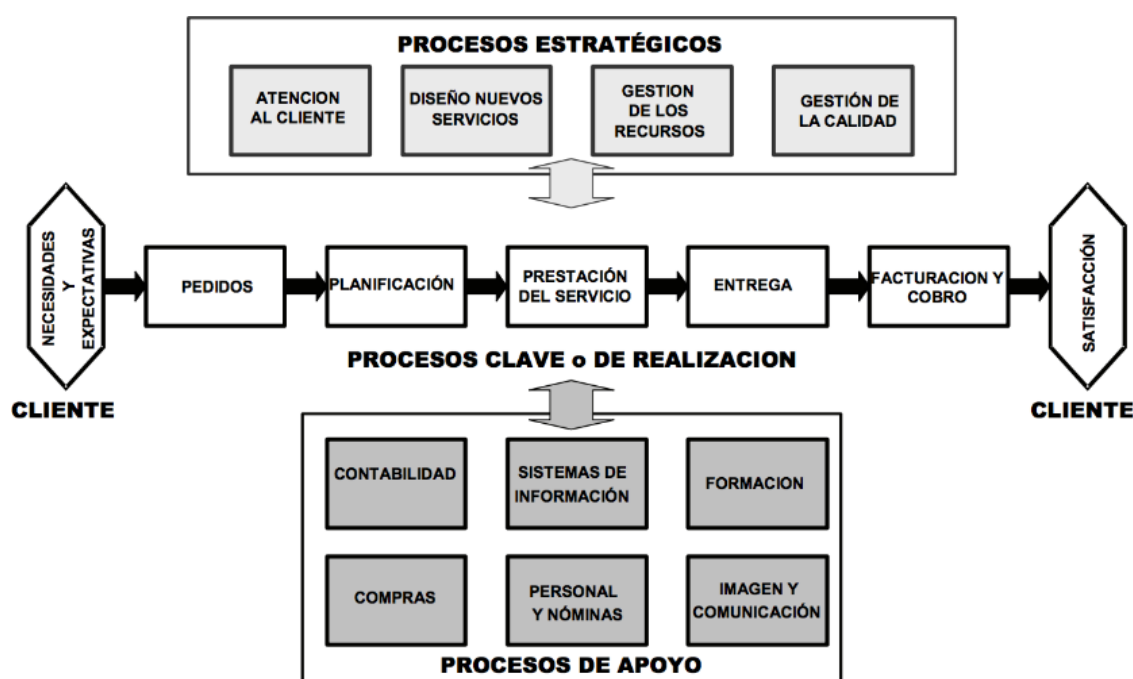 PROCESOS ESTRATÉGICOS
ATENCION
AL CLIENTE
DISEÑO NUEVOS
SERVICIOS
GESTION
DE LOS
RECURSOS
GESTIÓN DE
LA CALIDAD
NECESIDADES
Y
EXPECTATIVAS
CLIENTE
PEDIDOS
PLANIFICACIÓN
PRESTACIÓN
DEL SERVICIO
ENTREGA
FACTURACION Y
COBRO
SATISFACCIÓN
CLIENTE
PROCESOS CLAVE o DE REALIZACION
CONTABILIDAD
SISTEMAS DE
INFORMACIÓN
FORMACION
COMPRAS
PERSONAL
Y NÓMINAS
IMAGEN Y
COMUNICACIÓN
PROCESOS DE APOYO